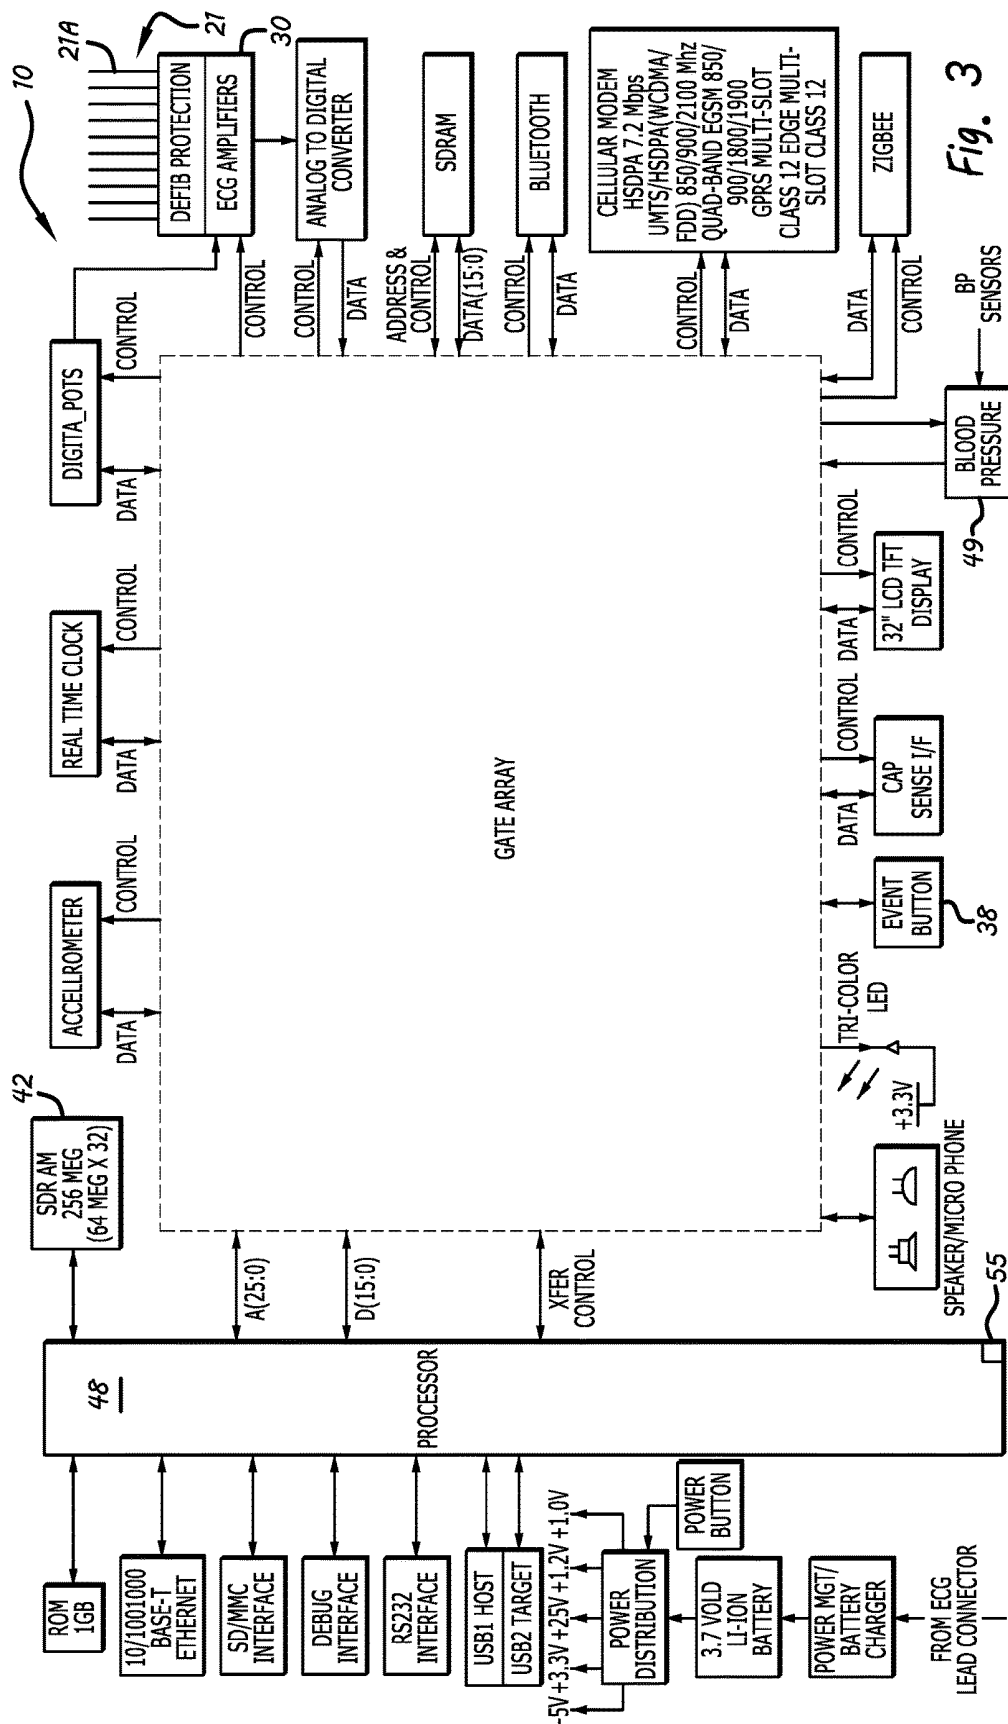 10
21A
21
30
DEFIB PROTECTION
ECG AMPLIFIERS
ANALOG TO DIGITAL
CONVERTER
SDRAM
BLUETOOTH
CELLULAR MODEM
HSDPA 7.2 Mbps
UMTS/HSDPA(WCDMA/
FDD) 850/900/2100 Mhz
QUAD-BAND EGSM 850/
900/1800/1900
GPRS MULTI-SLOT
CLASS 12 EDGE MULTI-
SLOT CLASS 12
ZIGBEE
Fig. 3
CONTROL
CONTROL
DATA
ADDRESS &
CONTROL
DATA(15:0)
CONTROL
DATA
CONTROL
DATA
DATA
CONTROL
BP
SENSORS
DIGITA_POTS
DATA
CONTROL
REAL TIME CLOCK
DATA
CONTROL
ACCELLROMETER
DATA
CONTROL
GATE ARRAY
BLOOD
PRESSURE
49
DATA
CONTROL
32" LCD TFT
DISPLAY
DATA
CONTROL
CAP
SENSE I/F
EVENT
BUTTON
38
TRI-COLOR
LED
+3.3V
SPEAKER/MICRO PHONE
42
SDR AM
256 MEG
(64 MEG X 32)
A(25:0)
D(15:0)
XFER
CONTROL
48
PROCESSOR
55
ROM
1GB
10/1001000
BASE-T
ETHERNET
SD/MMC
INTERFACE
DEBUG
INTERFACE
RS232
INTERFACE
USB1 HOST
USB2 TARGET
-5V +3.3V +25V +1.2V +1.0V
POWER
DISTRIBUTION
POWER
BUTTON
3.7 VOLD
LI-ION
BATTERY
POWER MGT/
BATTERY
CHARGER
FROM ECG
LEAD CONNECTOR